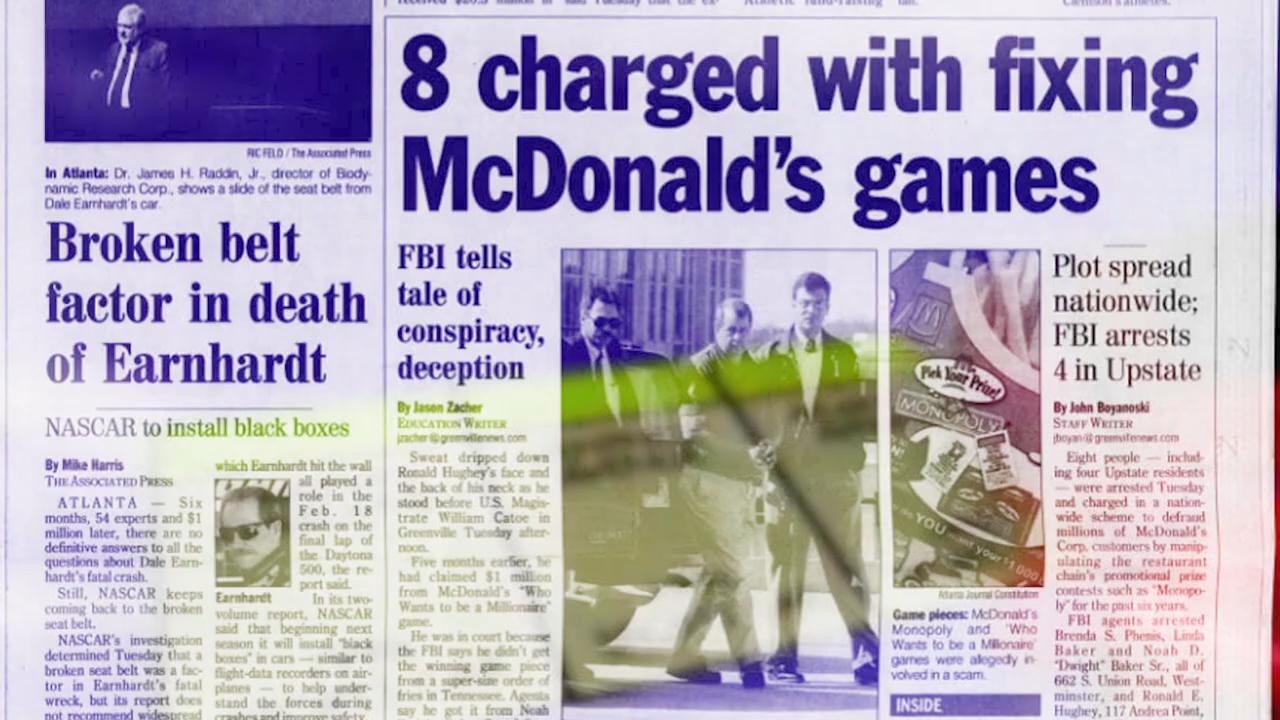 RIC FELD / The Associated Press
In Atlanta: Dr. James H. Raddin, Jr., director of Biody-
namic Research Corp., shows a slide of the seat belt from
Dale Earnhardt's car.
Broken belt
factor in death
of Earnhardt
NASCAR to install black boxes
By Mike Harris
THE ASSOCIATED PRESS
ATLANTA — Six
months, 54 experts and $1
million later, there are no
definitive answers to all the
questions about Dale Earn-
hardt's fatal crash.
Still, NASCAR keeps
coming back to the broken
seat belt.
NASCAR's investigation
determined Tuesday that a
broken seat belt was a fac-
tor in Earnhardt's fatal
wreck, but its report does
not recommend widespread
which Earnhardt hit the wall
all played a
role in the
Feb. 18
crash on the
final lap of
the Daytona
500, the re-
port said.
Earnhardt
In its two-
volume report, NASCAR
said that beginning next
season it will install "black
boxes" in cars — similar to
flight-data recorders on air-
planes — to help under-
stand the forces during
crashes and improve safety.
8 charged with fixing
McDonald's games
FBI tells
tale of
conspiracy,
deception
By Jason Zacher
EDUCATION WRITER
jzacher@greenvillenews.com
Sweat dripped down
Ronald Hughey's face and
the back of his neck as he
stood before U.S. Magis-
trate William Catoe in
Greenville Tuesday after-
noon.
Five months earlier, he
had claimed $1 million
from McDonald's "Who
Wants to be a Millionaire"
game.
He was in court because
the FBI says he didn't get
the winning game piece
from a super-size order of
fries in Tennessee. Agents
say he got it from Noah
Pick Your Prize!
MONOPOLY
YOU want your $1,000
Atlanta Journal Constitution
Game pieces: McDonald's
Monopoly and "Who
Wants to be a Millionaire"
games were allegedly in-
volved in a scam.
INSIDE
Plot spread
nationwide;
FBI arrests
4 in Upstate
By John Boyanoski
STAFF WRITER
jboyan@greenvillenews.com
Eight people — includ-
ing four Upstate residents
— were arrested Tuesday
and charged in a nation-
wide scheme to defraud
millions of McDonald's
Corp. customers by manip-
ulating the restaurant
chain's promotional prize
contests such as "Monopo-
ly" for the past six years.
FBI agents arrested
Brenda S. Phenis, Linda
Baker and Noah D.
"Dwight" Baker Sr., all of
662 S. Union Road, West-
minster, and Ronald E.
Hughey, 117 Andrea Point,